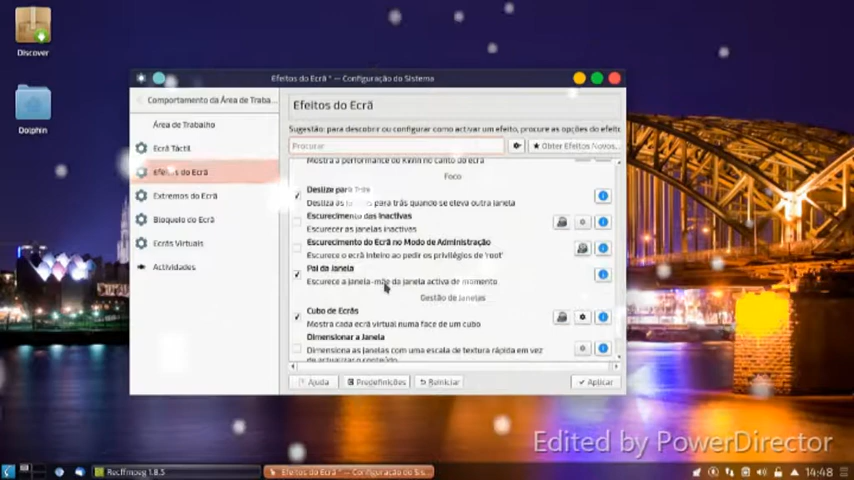 Discover
Dolphin
Efeitos do Ecrã * — Configuração do Sistema
Comportamento da Área de Traba...
Área de Trabalho
Ecrã Táctil
Efeitos do Ecrã
Extremos do Ecrã
Bloqueio do Ecrã
Ecrãs Virtuais
Actividades
Efeitos do Ecrã
Sugestão: para descobrir ou configurar como activar um efeito, procure as opções do efeito
Procurar
Obter Efeitos Novos...
Mostra a performance do KWin no canto do ecrã
Foco
Deslize para Trás
Desliza as janelas para trás quando se eleva outra janela
Escurecimento das Inactivas
Escurecer as janelas inactivas
Escurecimento do Ecrã no Modo de Administração
Escurece o ecrã inteiro ao pedir os privilégios de 'root'
Pai da Janela
Escurece a janela-mãe da janela activa de momento
Gestão de Janelas
Cubo de Ecrãs
Mostra cada ecrã virtual numa face de um cubo
Dimensionar a Janela
Dimensiona as janelas com uma escala de textura rápida em vez
de actualizar o conteúdo
Ajuda
Predefinições
Reiniciar
Aplicar
Edited by PowerDirector
Recffmpeg 1.8.5
Efeitos do Ecrã * — Configuração do Sis...
14:48